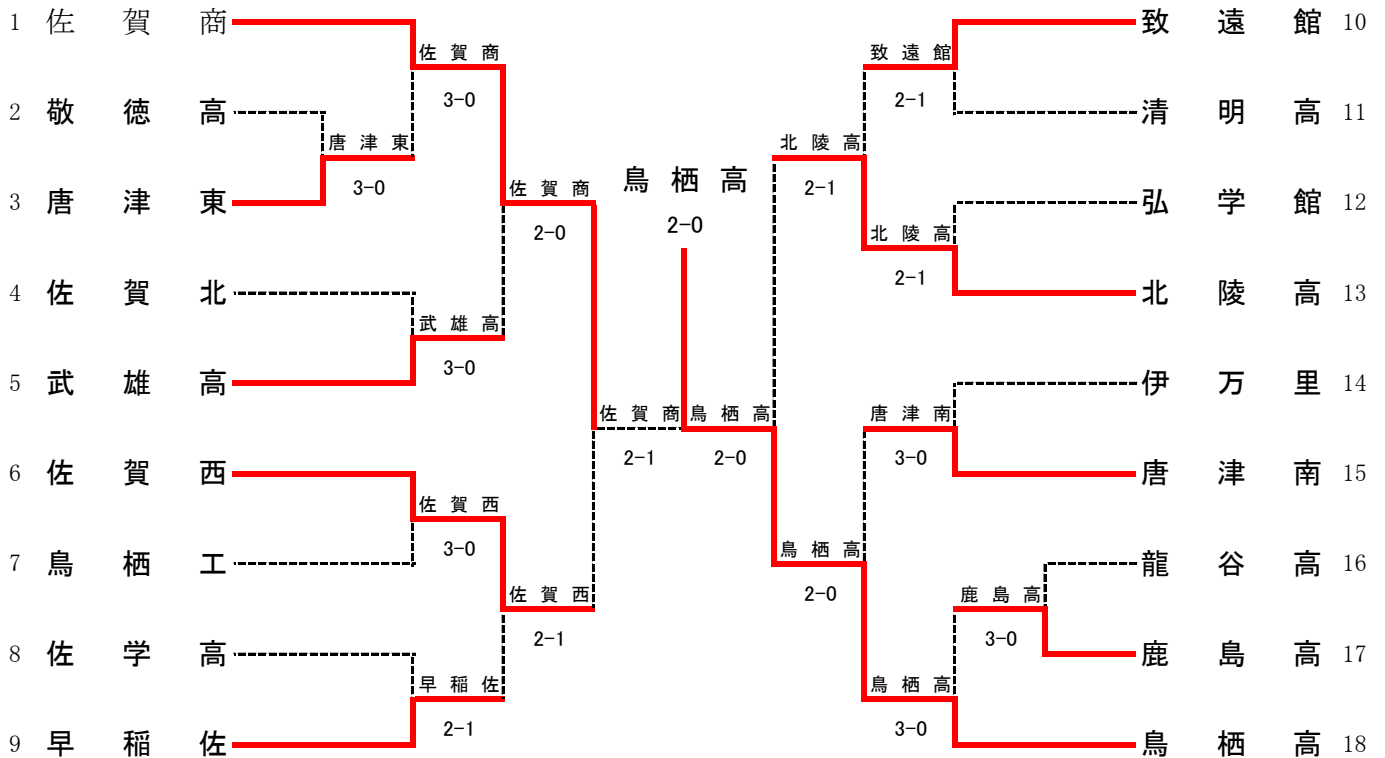 1 佐賀商
致遠館 10
佐賀商
致遠館
3-0
2-1
2 敬徳高
清明高 11
唐津東
北陵高
3-0
2-1
鳥栖高
2-0
3 唐津東
弘学館 12
佐賀商
2-0
北陵高
2-1
4 佐賀北
北陵高 13
武雄高
3-0
5 武雄高
伊万里 14
佐賀商
鳥栖高
2-1
2-0
唐津南
3-0
6 佐賀西
唐津南 15
佐賀西
3-0
7 鳥栖工
龍谷高 16
鳥栖高
2-0
佐賀西
2-1
鹿島高
3-0
8 佐学高
鹿島高 17
早稲佐
2-1
鳥栖高
3-0
9 早稲佐
鳥栖高 18